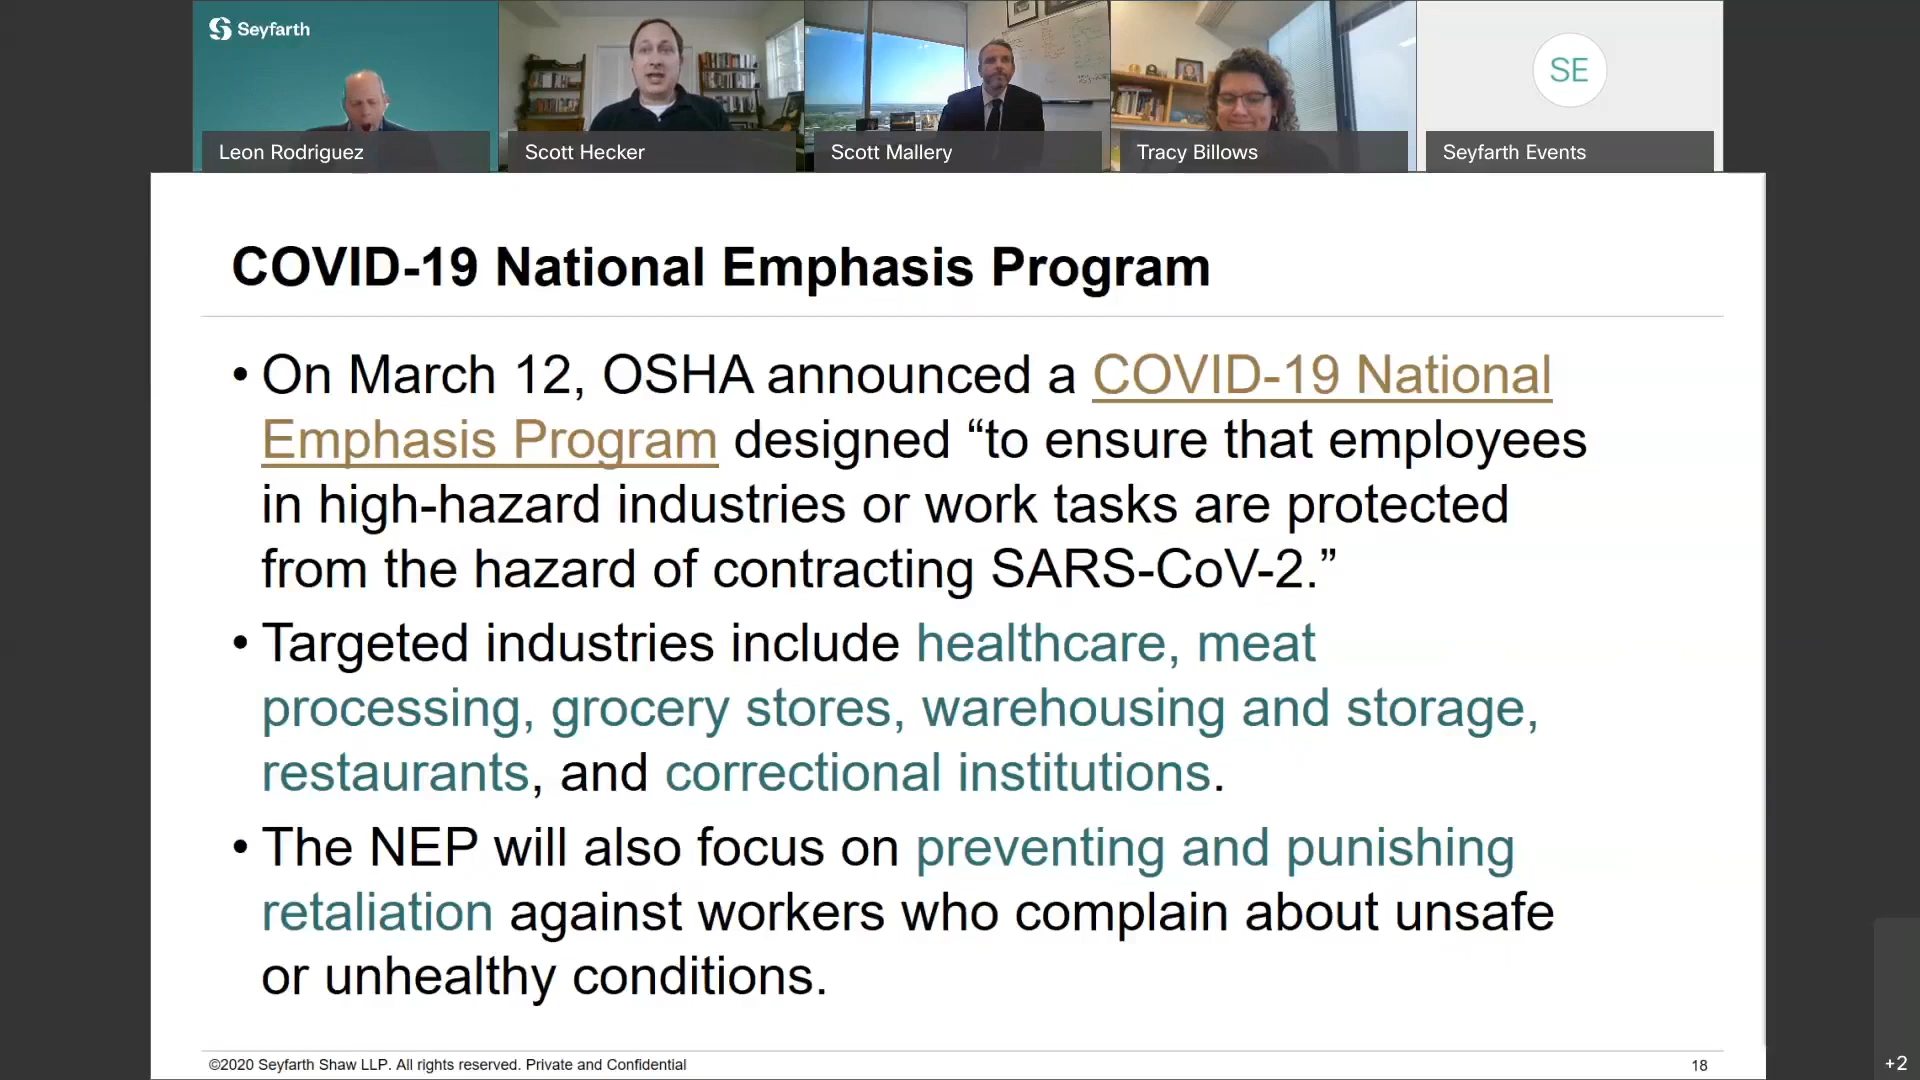 Seyfarth
SE
Leon Rodriguez
Scott Hecker
Scott Mallery
Tracy Billows
Seyfarth Events
COVID-19 National Emphasis Program
• On March 12, OSHA announced a COVID-19 National
Emphasis Program designed “to ensure that employees
in high-hazard industries or work tasks are protected
from the hazard of contracting SARS-CoV-2.”
• Targeted industries include healthcare, meat
processing, grocery stores, warehousing and storage,
restaurants, and correctional institutions.
• The NEP will also focus on preventing and punishing
retaliation against workers who complain about unsafe
or unhealthy conditions.
©2020 Seyfarth Shaw LLP. All rights reserved. Private and Confidential
18
+2